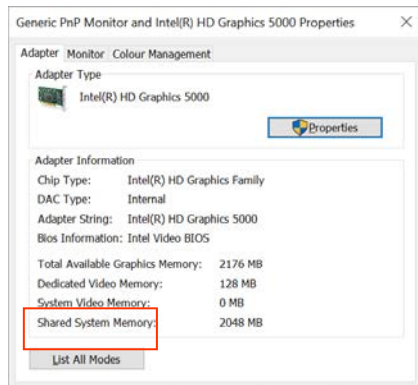 Generic PnP Monitor and Intel(R) HD Graphics 5000 Properties
Adapter Monitor Colour Management
Adapter Type
Intel(R) HD Graphics 5000
Properties
Adapter Information
Chip Type: Intel(R) HD Graphics Family
DAC Type: Internal
Adapter String: Intel(R) HD Graphics 5000
Bios Information: Intel Video BIOS
Total Available Graphics Memory: 2176 MB
Dedicated Video Memory: 128 MB
System Video Memory: 0 MB
Shared System Memory: 2048 MB
List All Modes